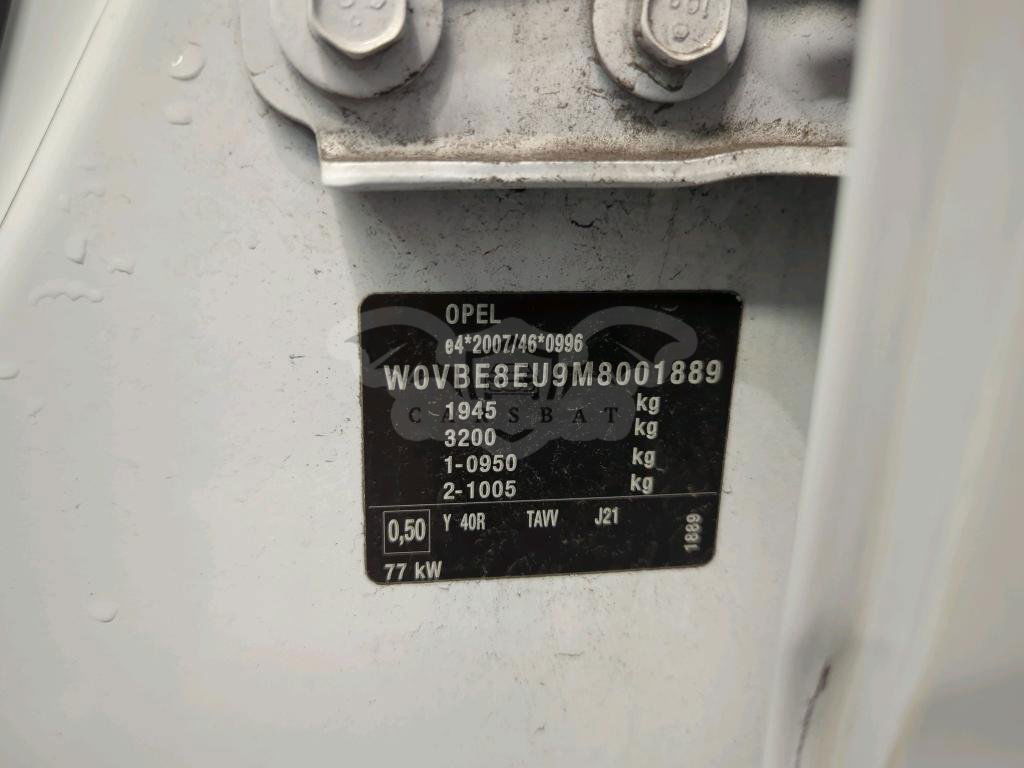 OPEL
e4*2007/46*0996
W0VBE8EU9M8001889
1945 kg
CARSBAT
3200 kg
1-0950 kg
2-1005 kg
0,50 Y 40R TAVV J21
1889
77 kW